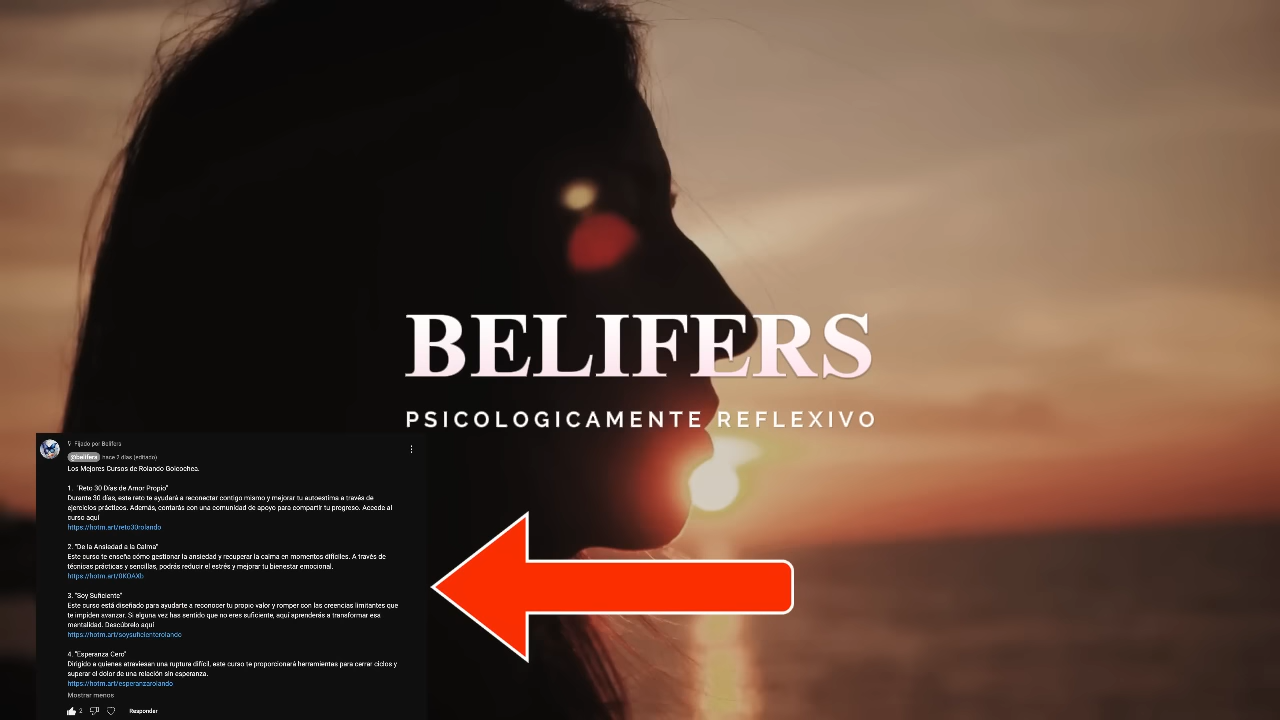 BELIFERS
PSICOLOGICAMENTE REFLEXIVO
Fijado por Belifers
@belifers hace 2 días (editado)
Los Mejores Cursos de Rolando Goicochea.
1. "Reto 30 Días de Amor Propio"
Durante 30 días, este reto te ayudará a reconectar contigo mismo y mejorar tu autoestima a través de
ejercicios prácticos. Además, contarás con una comunidad de apoyo para compartir tu progreso. Accede al
curso aquí
https://hotm.art/reto30rolando
2. "De la Ansiedad a la Calma"
Este curso te enseña cómo gestionar la ansiedad y recuperar la calma en momentos difíciles. A través de
técnicas prácticas y sencillas, podrás reducir el estrés y mejorar tu bienestar emocional.
https://hotm.art/0KOAXb
3. "Soy Suficiente"
Este curso está diseñado para ayudarte a reconocer tu propio valor y romper con las creencias limitantes que
te impiden avanzar. Si alguna vez has sentido que no eres suficiente, aquí aprenderás a transformar esa
mentalidad. Descúbrelo aquí
https://hotm.art/soysuficienterolando
4. "Esperanza Cero"
Dirigido a quienes atraviesan una ruptura difícil, este curso te proporcionará herramientas para cerrar ciclos y
superar el dolor de una relación sin esperanza.
https://hotm.art/esperanzarolando
Mostrar menos
2 Responder